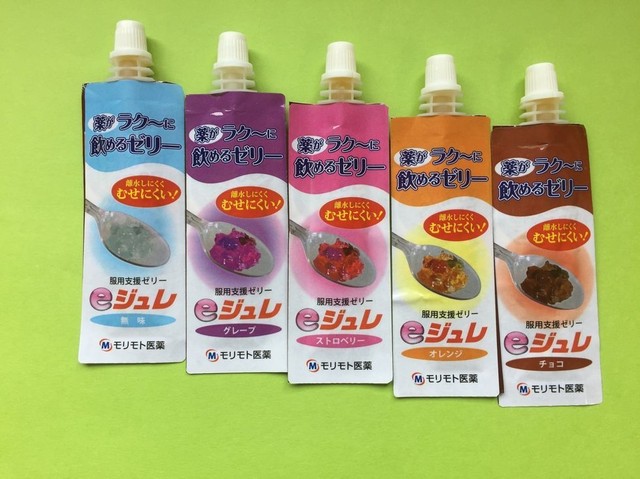 薬がラク〜に
飲めるゼリー
離水しにくく
むせにくい!
服用支援ゼリー
eジュレ
無味
M モリモト医薬
薬がラク〜に
飲めるゼリー
離水しにくく
むせにくい!
服用支援ゼリー
eジュレ
グレープ
M モリモト医薬
薬がラク〜に
飲めるゼリー
離水しにくく
むせにくい!
服用支援ゼリー
eジュレ
ストロベリー
M モリモト医薬
薬がラク〜に
飲めるゼリー
離水しにくく
むせにくい!
服用支援ゼリー
eジュレ
オレンジ
M モリモト医薬
薬がラク〜に
飲めるゼリー
離水しにくく
むせにくい!
服用支援ゼリー
eジュレ
チョコ
M モリモト医薬